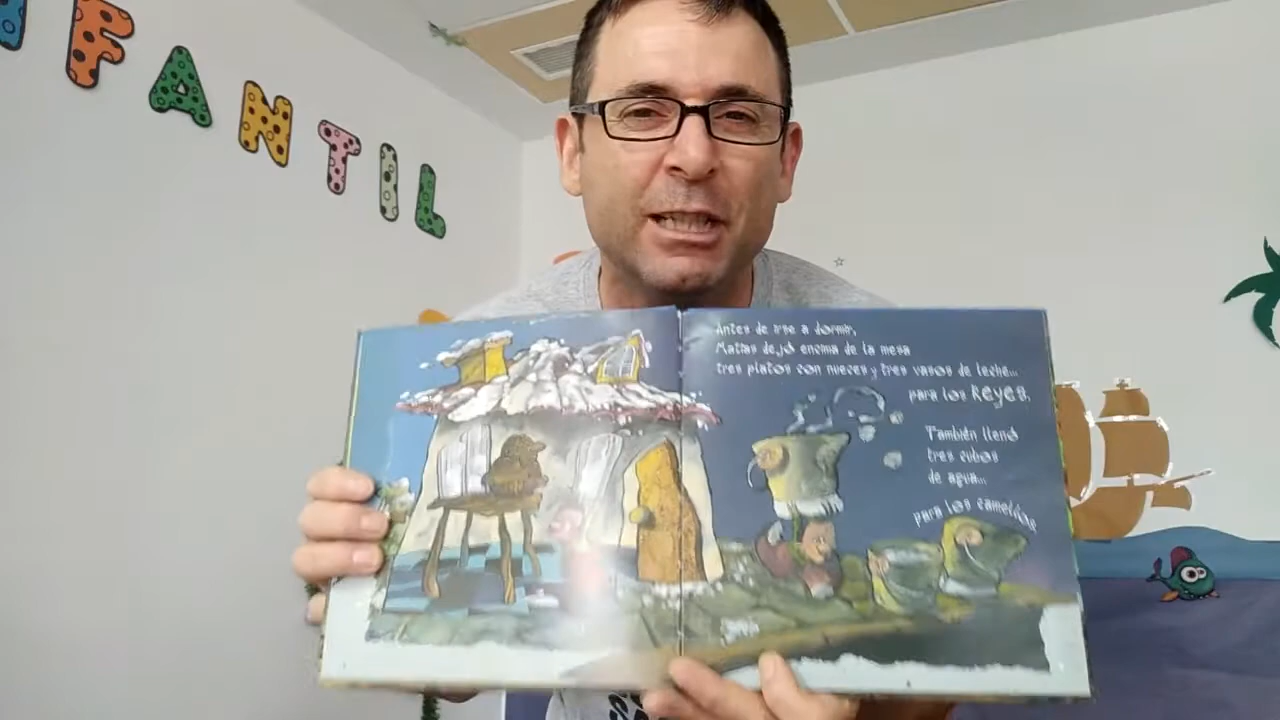 FANTIL
Antes de irse a dormir,
Matías dejó encima de la mesa
tres platos con nueces y tres vasos de leche...
para los Reyes.
También llenó
tres cubos
de agua...
para los camellos.